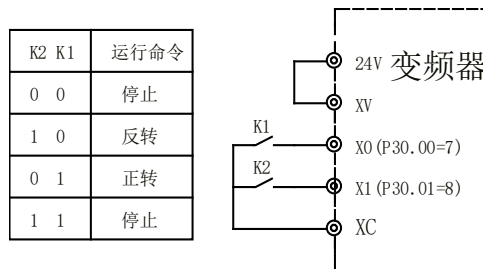 K2 K1 运行命令
0 0 停止
1 0 反转
0 1 正转
1 1 停止
24V 变频器
XV
K1
X0(P30.00=7)
K2
X1(P30.01=8)
XC